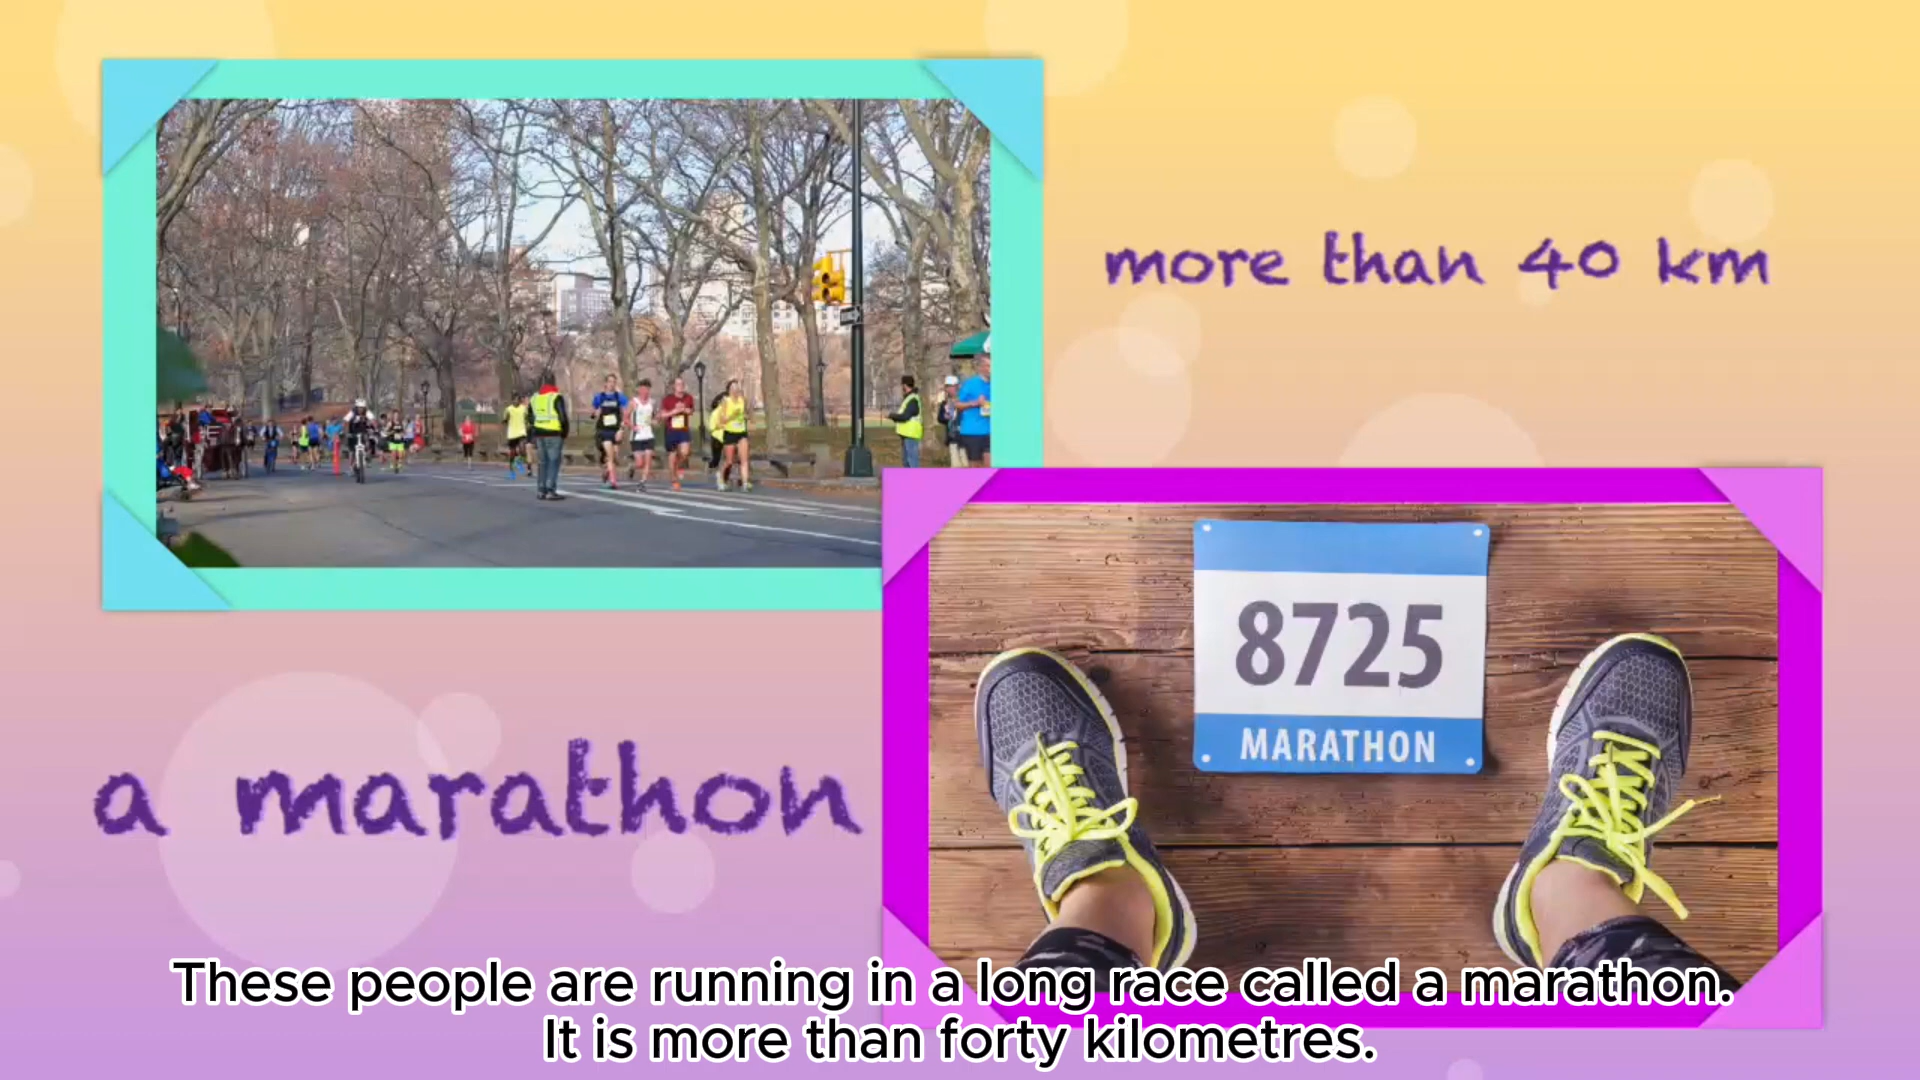 more than 40 km
8725
MARATHON
a marathon
These people are running in a long race called a marathon.
It is more than forty kilometres.